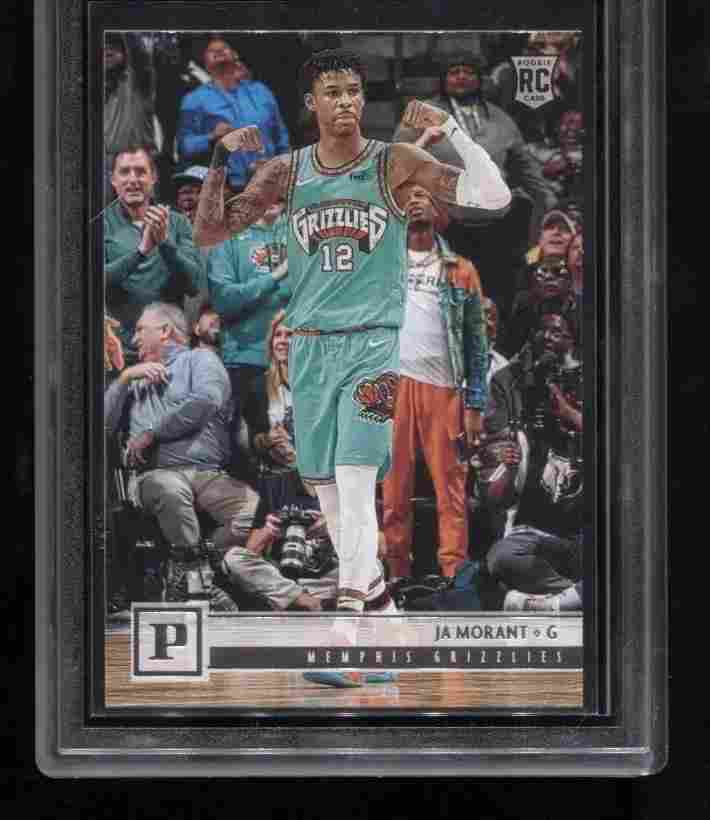 ROOKIE
RC
CARD
GRIZZLIES
12
P
JA MORANT G
MEMPHIS GRIZZLIES